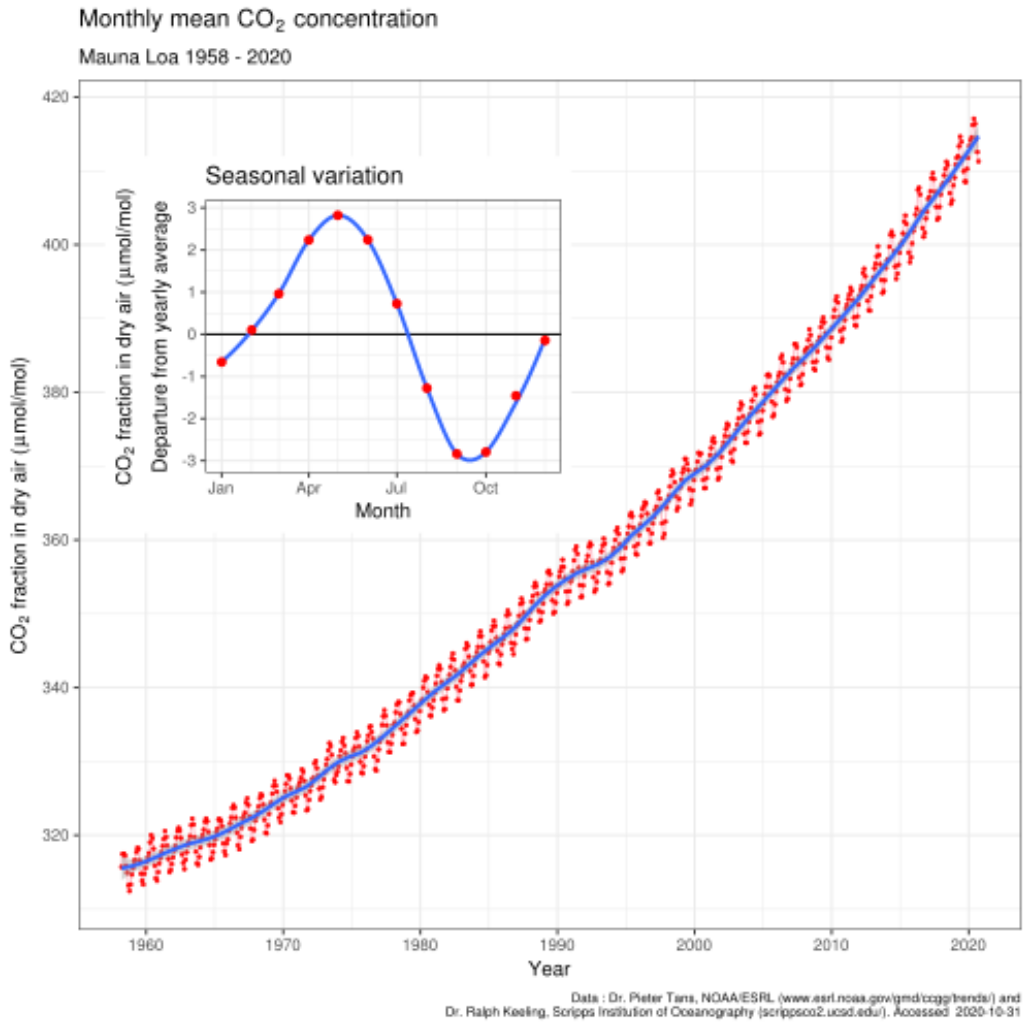 Monthly mean CO₂ concentration
Mauna Loa 1958 - 2020
420
400
380
360
340
320
CO₂ fraction in dry air (μmol/mol)
Seasonal variation
CO₂ fraction in dry air (μmol/mol)
Departure from yearly average
3
2
1
0
-1
-2
-3
Jan Apr Jul Oct
Month
1960 1970 1980 1990 2000 2010 2020
Year
Data : Dr. Pieter Tans, NOAA/ESRL (www.esrl.noaa.gov/gmd/ccgg/trends/) and
Dr. Ralph Keeling, Scripps Institution of Oceanography (scrippsco2.ucsd.edu/). Accessed 2020-10-31